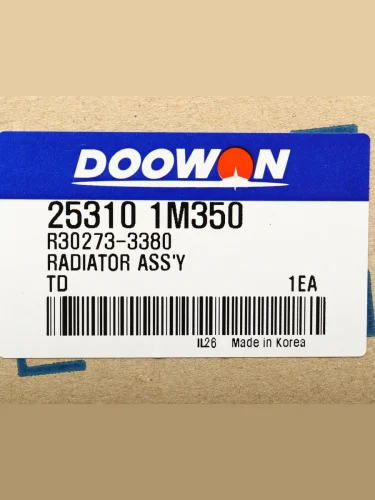 DOOWON
25310 1M350
R30273-3380
RADIATOR ASS'Y
TD 1EA
IL26 Made in Korea